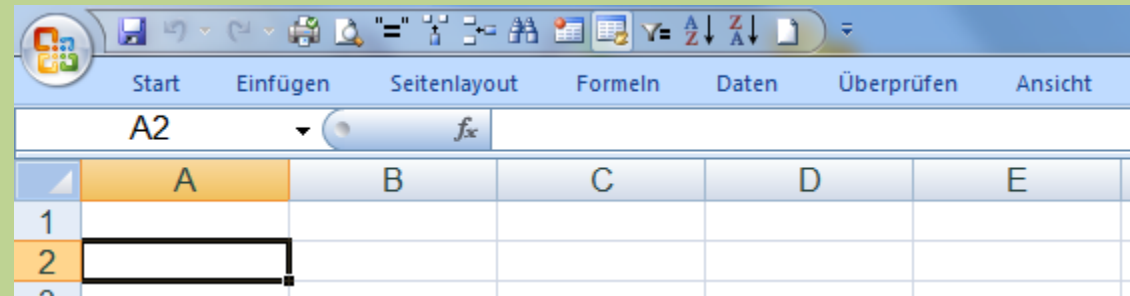 "=" Y= A Z Z A
Start Einfügen Seitenlayout Formeln Daten Überprüfen Ansicht
A2 fx
A B C D E
1
2